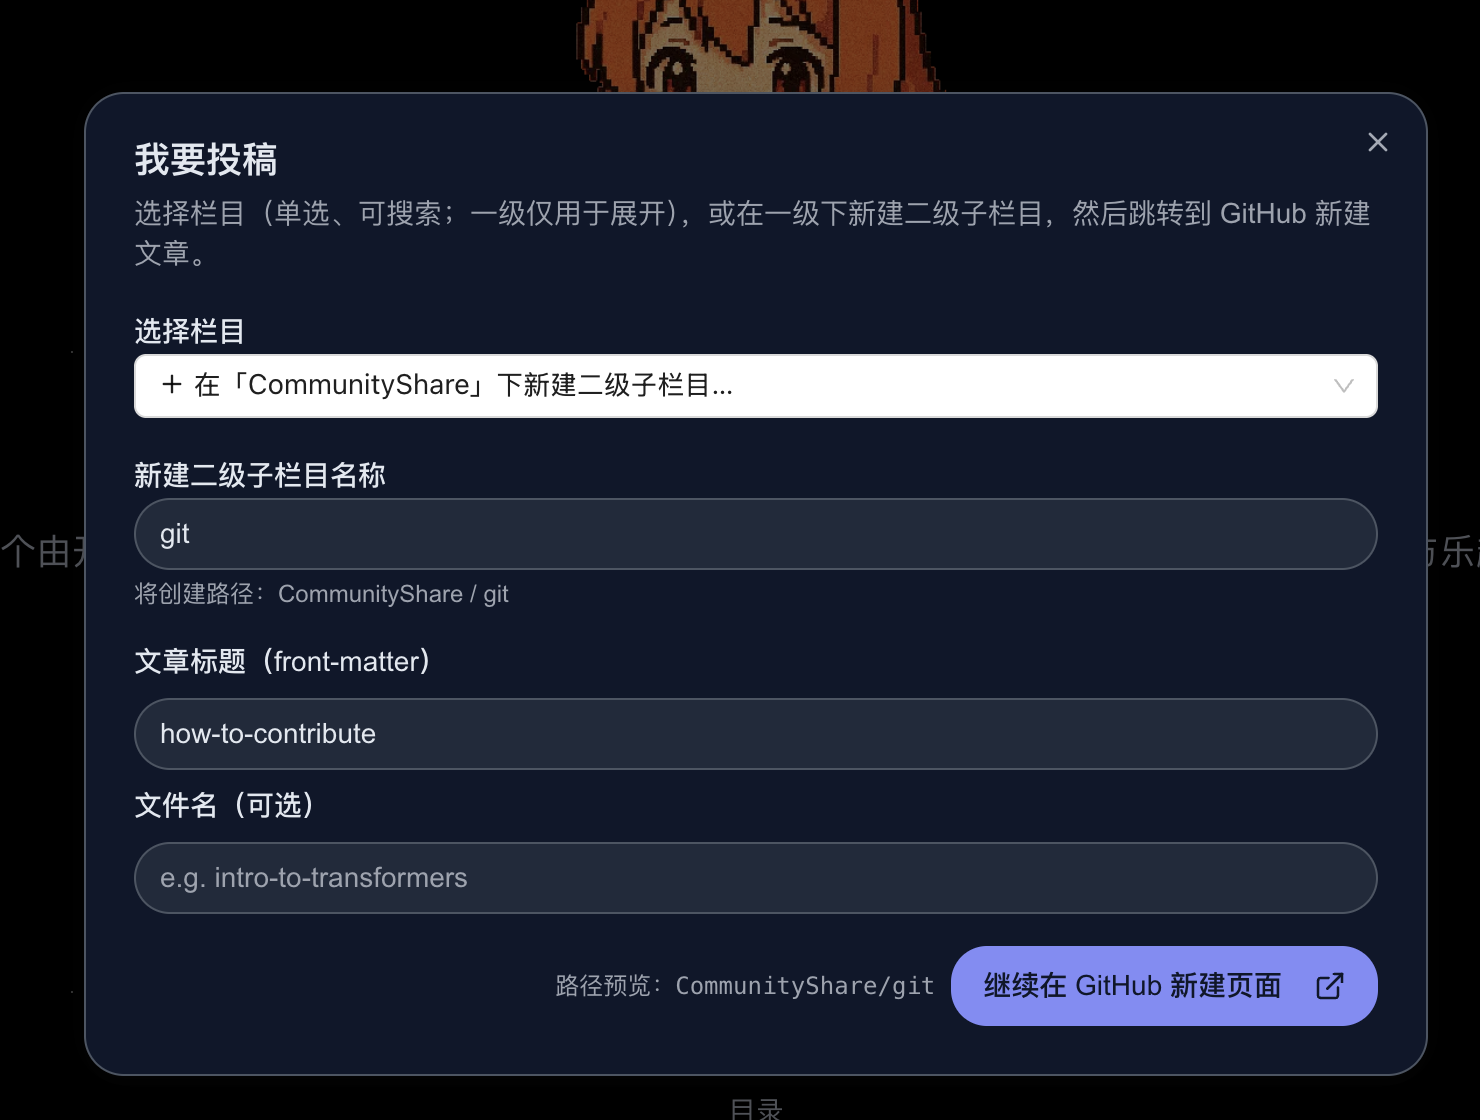 我要投稿
选择栏目（单选、可搜索；一级仅用于展开），或在一级下新建二级子栏目，然后跳转到 GitHub 新建
文章。
选择栏目
＋ 在「CommunityShare」下新建二级子栏目...
新建二级子栏目名称
git
将创建路径：CommunityShare / git
个由
乐
文章标题（front-matter）
how-to-contribute
文件名（可选）
e.g. intro-to-transformers
路径预览：CommunityShare/git
继续在 GitHub 新建页面
目录